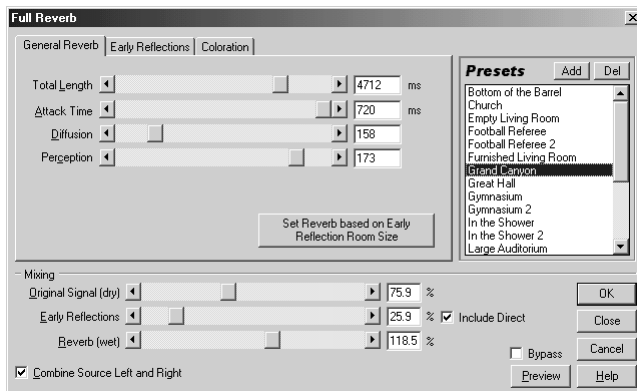 Full Reverb
General Reverb
Early Reflections
Coloration
Total Length
4712
ms
Attack Time
720
ms
Diffusion
158
Perception
173
Set Reverb based on Early
Reflection Room Size
Presets
Add
Del
Bottom of the Barrel
Church
Empty Living Room
Football Referee
Football Referee 2
Furnished Living Room
Grand Canyon
Great Hall
Gymnasium
Gymnasium 2
In the Shower
In the Shower 2
Large Auditorium
Mixing
Original Signal (dry)
75.9
%
Early Reflections
25.9
%
Include Direct
Reverb (wet)
118.5
%
Combine Source Left and Right
Bypass
Preview
OK
Close
Cancel
Help